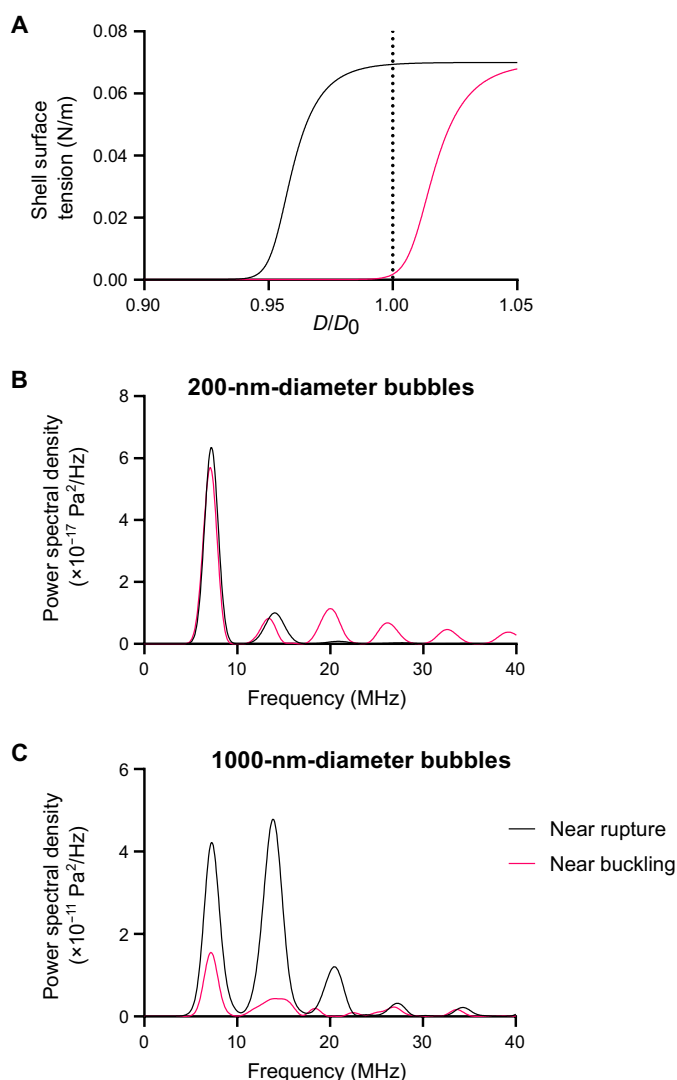 A
Shell surface
tension (N/m)
0.08
0.06
0.04
0.02
0.00
0.90
0.95
1.00
1.05
D/D0
B
200-nm-diameter bubbles
Power spectral density
(×10⁻¹⁷ Pa²/Hz)
8
6
4
2
0
0
10
20
30
40
Frequency (MHz)
C
1000-nm-diameter bubbles
Power spectral density
(×10⁻¹¹ Pa²/Hz)
6
4
2
0
0
10
20
30
40
Frequency (MHz)
Near rupture
Near buckling